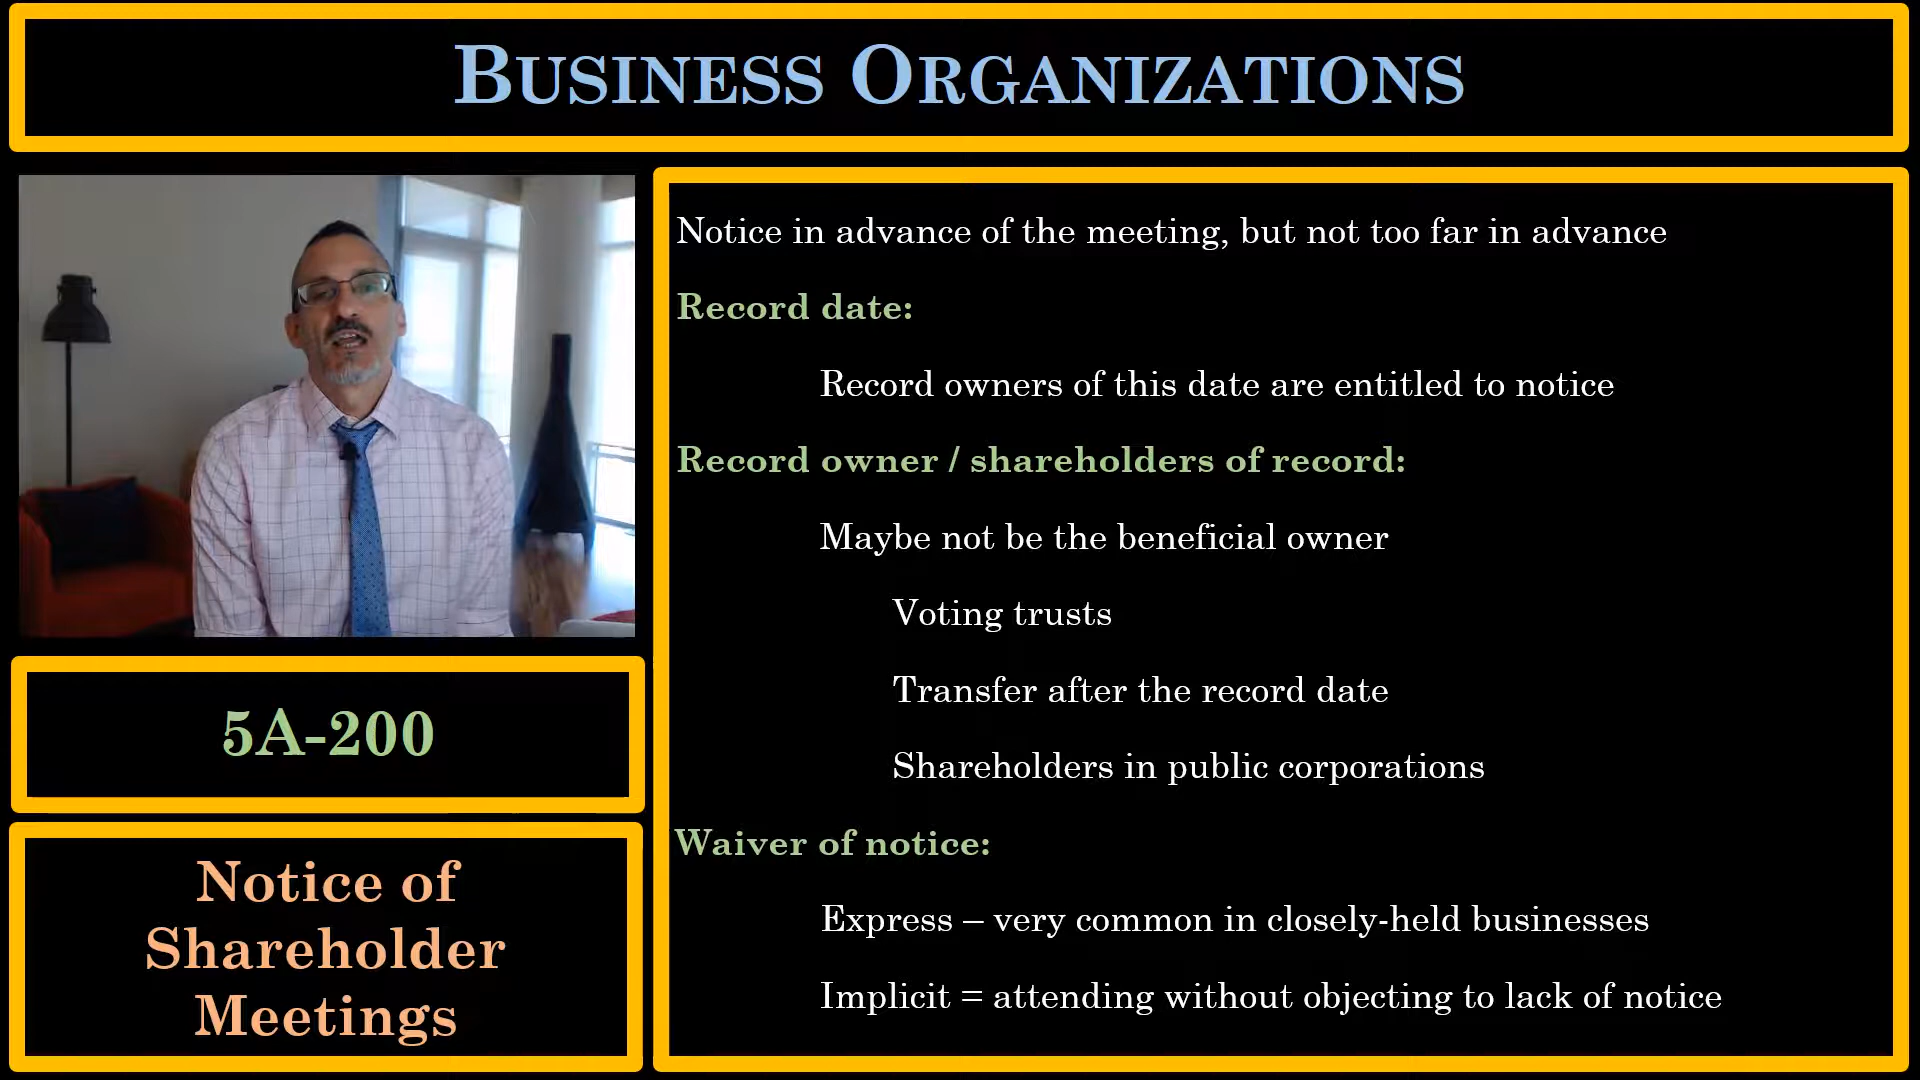 BUSINESS ORGANIZATIONS
Notice in advance of the meeting, but not too far in advance
Record date:
Record owners of this date are entitled to notice
Record owner / shareholders of record:
Maybe not be the beneficial owner
Voting trusts
Transfer after the record date
Shareholders in public corporations
Waiver of notice:
Express – very common in closely-held businesses
Implicit = attending without objecting to lack of notice
5A-200
Notice of
Shareholder
Meetings